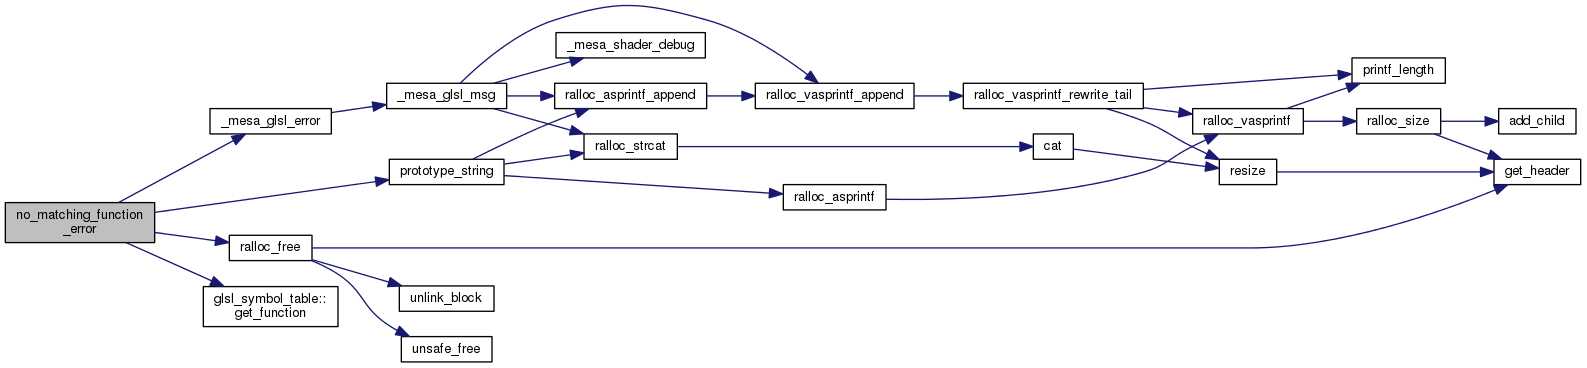 no_matching_function
_error
_mesa_glsl_error
prototype_string
ralloc_free
glsl_symbol_table::
get_function
_mesa_glsl_msg
unlink_block
unsafe_free
_mesa_shader_debug
ralloc_asprintf_append
ralloc_strcat
ralloc_vasprintf_append
ralloc_asprintf
ralloc_vasprintf_rewrite_tail
cat
ralloc_vasprintf
resize
printf_length
ralloc_size
add_child
get_header